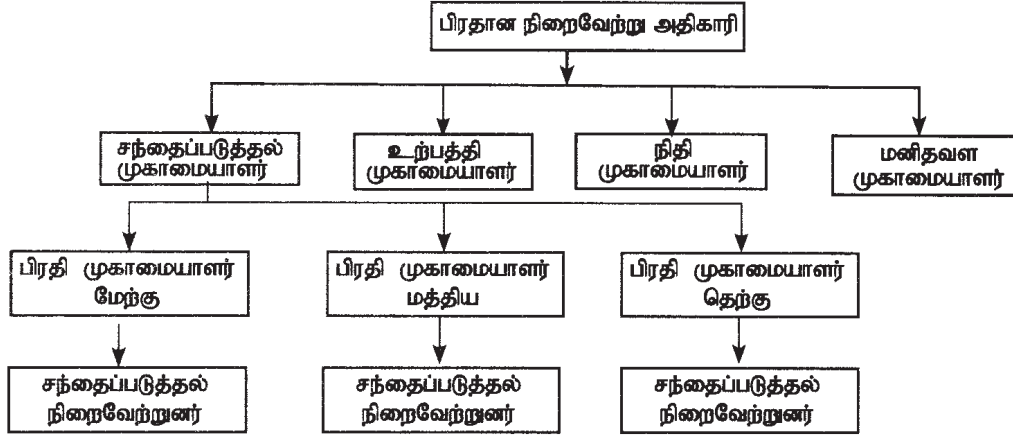 பிரதான நிறைவேற்று அதிகாரி
சந்தைப்படுத்தல்
முகாமையாளர்
உற்பத்தி
முகாமையாளர்
நிதி
முகாமையாளர்
மனிதவள
முகாமையாளர்
பிரதி முகாமையாளர்
மேற்கு
பிரதி முகாமையாளர்
மத்திய
பிரதி முகாமையாளர்
தெற்கு
சந்தைப்படுத்தல்
நிறைவேற்றுனர்
சந்தைப்படுத்தல்
நிறைவேற்றுனர்
சந்தைப்படுத்தல்
நிறைவேற்றுனர்